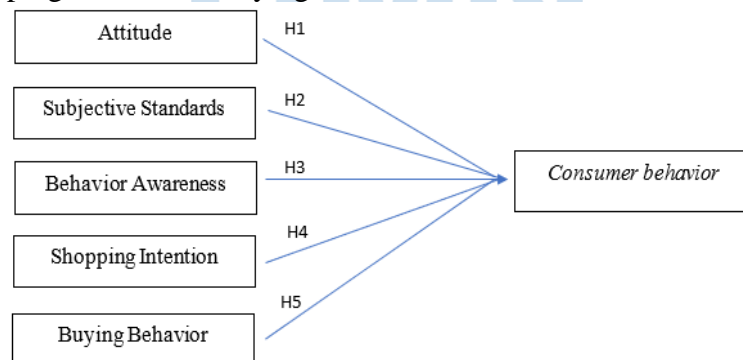 Attitude
H1
Subjective Standards
H2
Behavior Awareness
H3
Consumer behavior
Shopping Intention
H4
Buying Behavior
H5